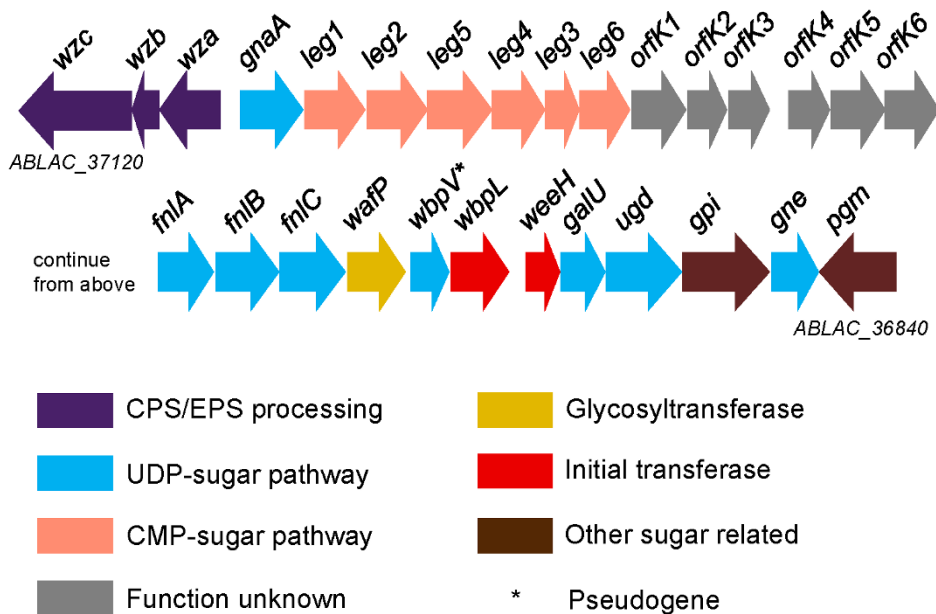 wzc wzb wza gnaA leg1 leg2 leg5 leg4 leg3 leg6 orfK1 orfK2 orfK3 orfK4 orfK5 orfK6
ABLAC_37120
fnlA fnlB fnlC wafP wbpV* wbpL weeH galU ugd gpi gne pgm
continue
from above
ABLAC_36840
CPS/EPS processing
Glycosyltransferase
UDP-sugar pathway
Initial transferase
CMP-sugar pathway
Other sugar related
Function unknown
* Pseudogene